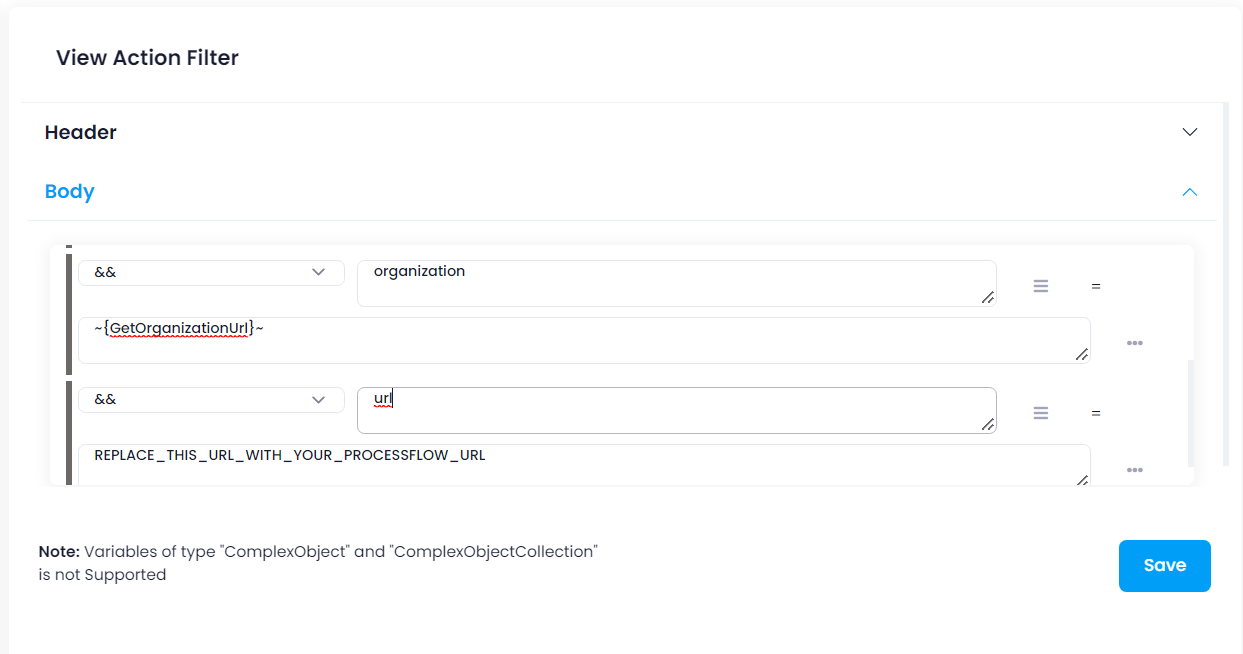 View Action Filter
Header
Body
&&
organization
=
~{GetOrganizationUrl}~
&&
url
=
REPLACE_THIS_URL_WITH_YOUR_PROCESSFLOW_URL
Note: Variables of type "ComplexObject" and "ComplexObjectCollection"
is not Supported
Save